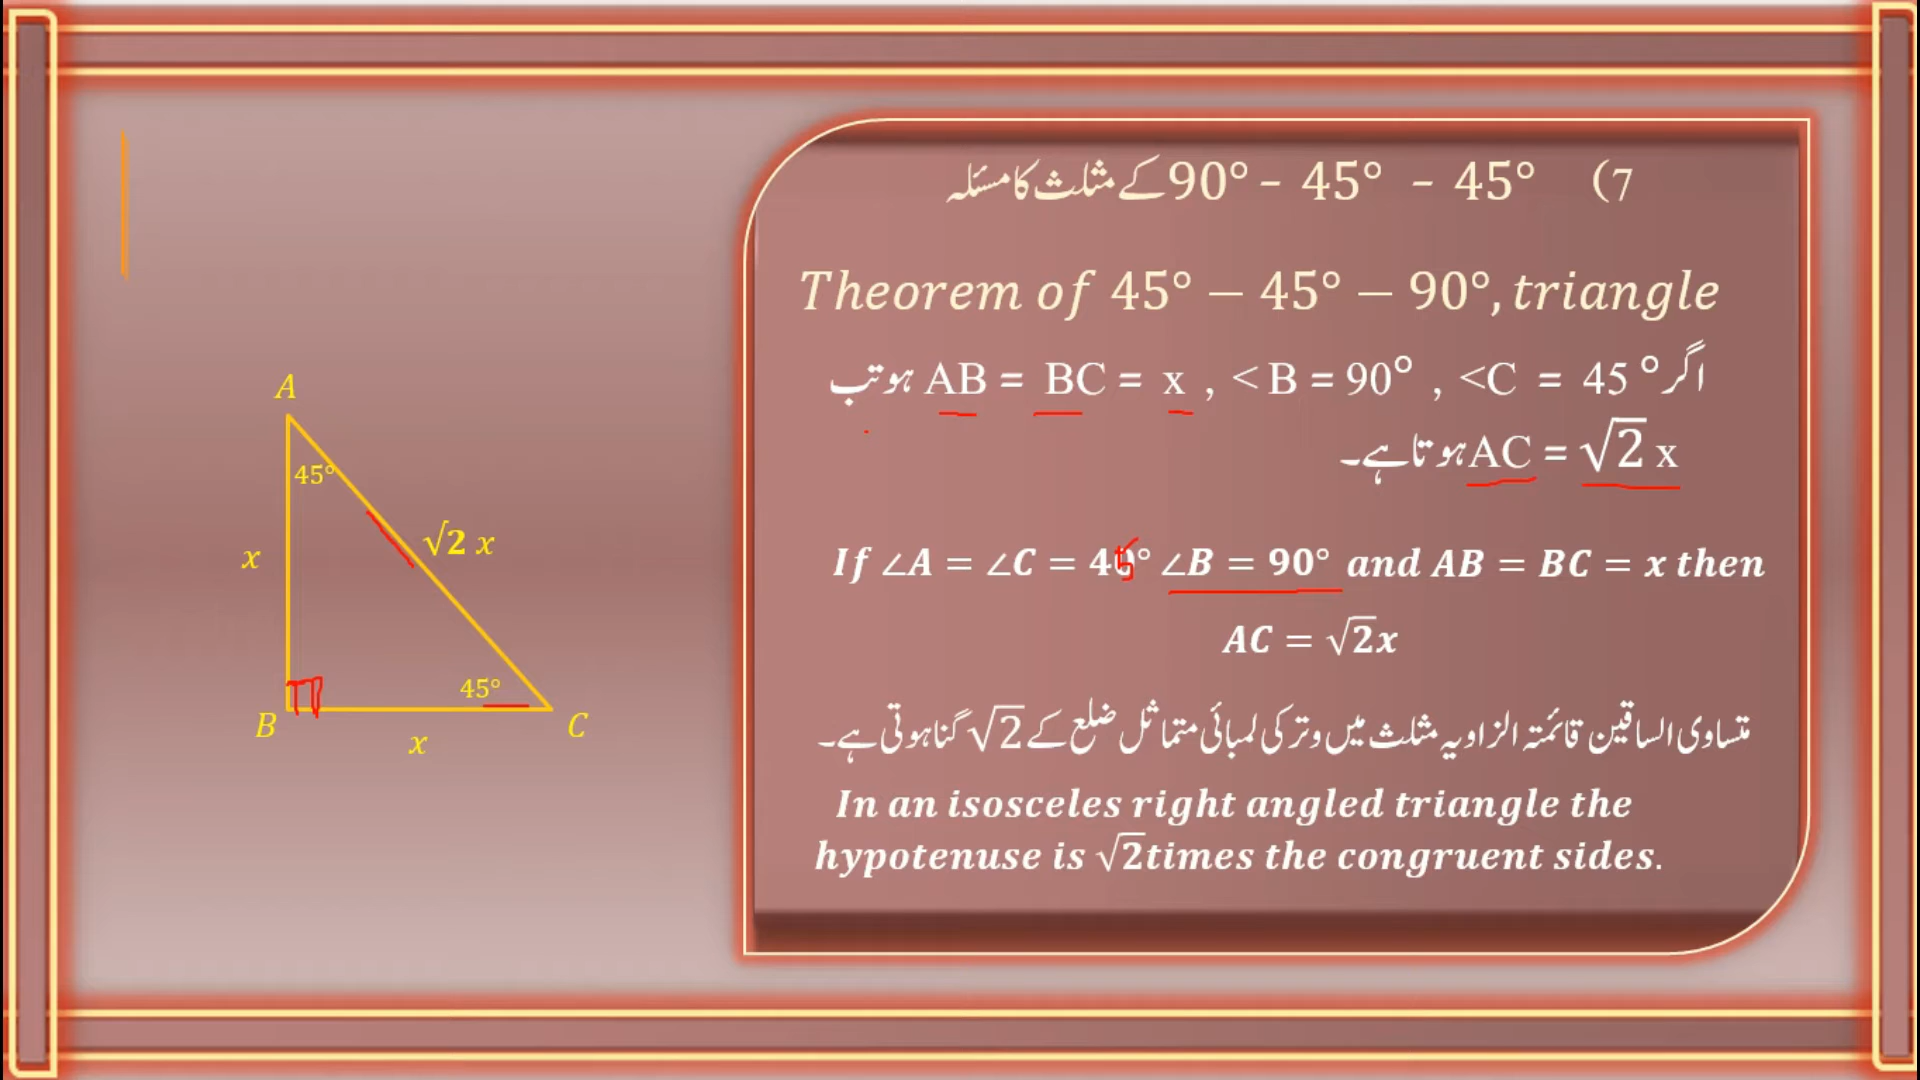 7) 45° – 45° – 90° کے مثلث کا مسئلہ
Theorem of 45° − 45° − 90°, triangle
اگر <C = 45° , <B = 90° , AB = BC = x ہو تب
AC = √2 x ہوتا ہے۔
If ∠A = ∠C = 45° ∠B = 90° and AB = BC = x then
AC = √2x
متساوی الساقین قائمتہ الزاویہ مثلث میں وتر کی لمبائی متماثل ضلع کے √2 گنا ہوتی ہے۔
In an isosceles right angled triangle the
hypotenuse is √2times the congruent sides.
A
45°
√2 x
x
45°
B
C
x